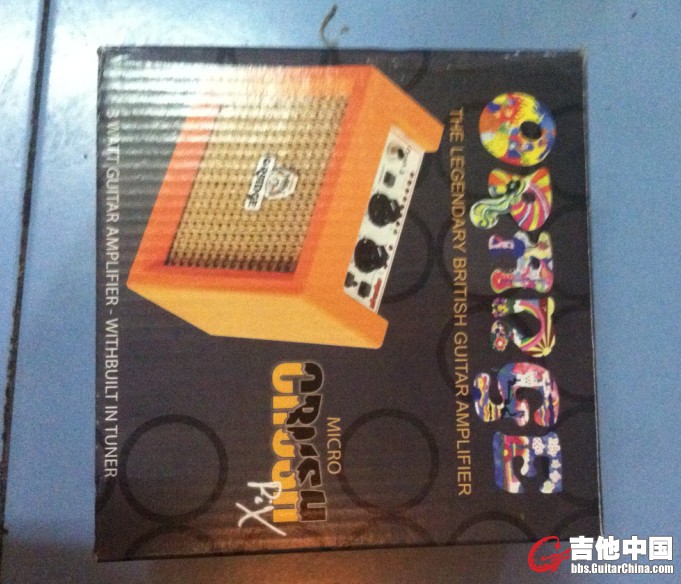 ORANGE
THE LEGENDARY BRITISH GUITAR AMPLIFIER
orange
MICRO
CRUSH
PiX
3 WATT GUITAR AMPLIFIER - WITHBUILT IN TUNER
吉他中国
bbs.GuitarChina.com